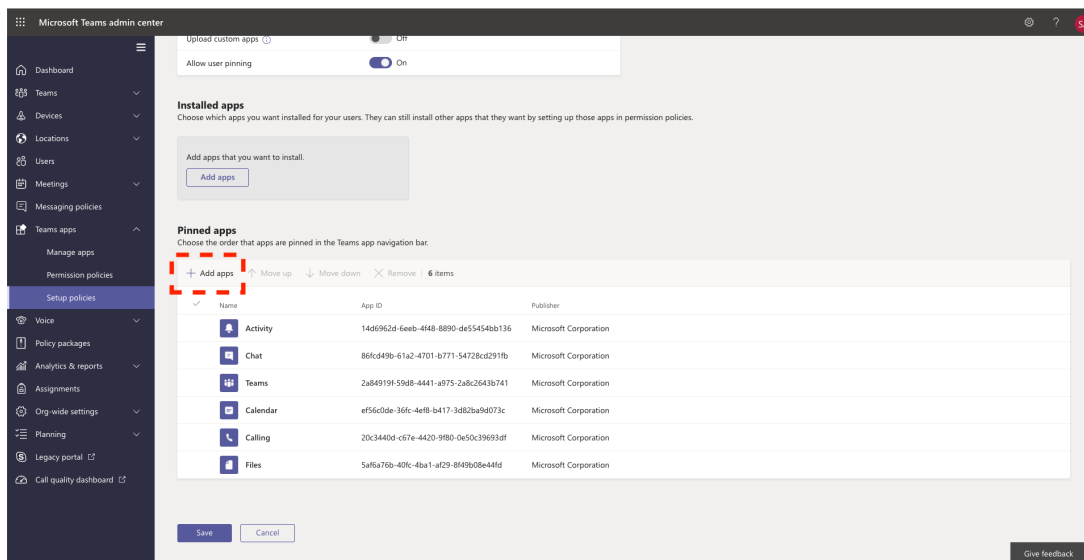 Microsoft Teams admin center
?
Dashboard
Teams
Devices
Locations
Users
Meetings
Messaging policies
Teams apps
Manage apps
Permission policies
Setup policies
Voice
Policy packages
Analytics & reports
Assignments
Org-wide settings
Planning
Legacy portal
Call quality dashboard
Upload custom apps Off
Allow user pinning On
Installed apps
Choose which apps you want installed for your users. They can still install other apps that they want by setting up those apps in permission policies.
Add apps that you want to install.
Add apps
Pinned apps
Choose the order that apps are pinned in the Teams app navigation bar.
+ Add apps ↑ Move up ↓ Move down × Remove | 6 items
Name App ID Publisher
Activity 14d6962d-6eeb-4f48-8890-de55454bb136 Microsoft Corporation
Chat 86fcd49b-61a2-4701-b771-54728cd291fb Microsoft Corporation
Teams 2a84919f-59d8-4441-a975-2a8c2643b741 Microsoft Corporation
Calendar ef56c0de-36fc-4ef8-b417-3d82ba9d073c Microsoft Corporation
Calling 20c3440d-c67e-4420-9f80-0e50c39693df Microsoft Corporation
Files 5af6a76b-40fc-4ba1-af29-8f49b08e44fd Microsoft Corporation
Save Cancel
Give feedback